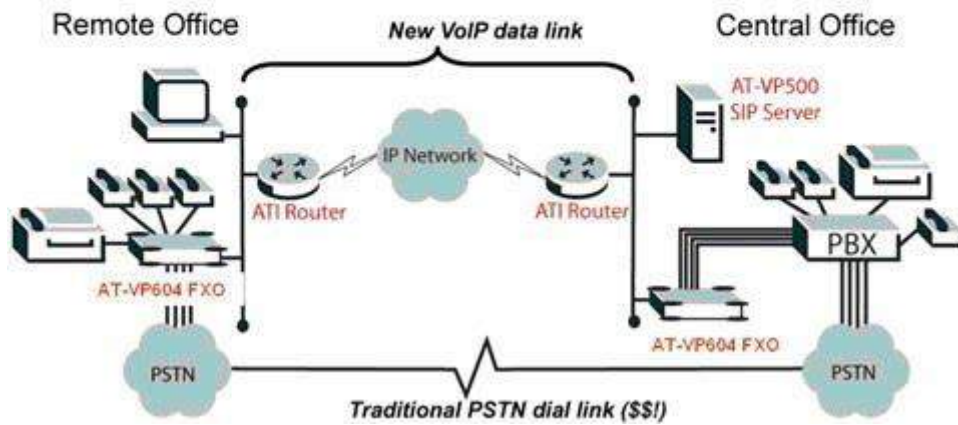 Remote Office
New VoIP data link
Central Office
AT-VP500
SIP Server
IP Network
ATI Router
ATI Router
PBX
AT-VP604 FXO
AT-VP604 FXO
PSTN
PSTN
Traditional PSTN dial link ($$!)